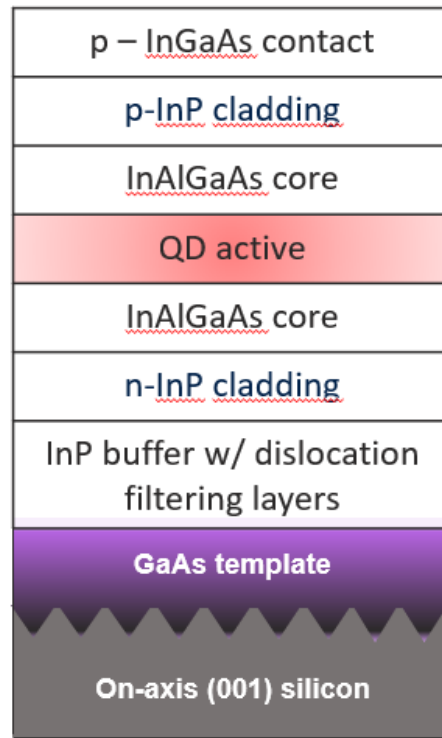 p – InGaAs contact
p-InP cladding
InAlGaAs core
QD active
InAlGaAs core
n-InP cladding
InP buffer w/ dislocation
filtering layers
GaAs template
On-axis (001) silicon